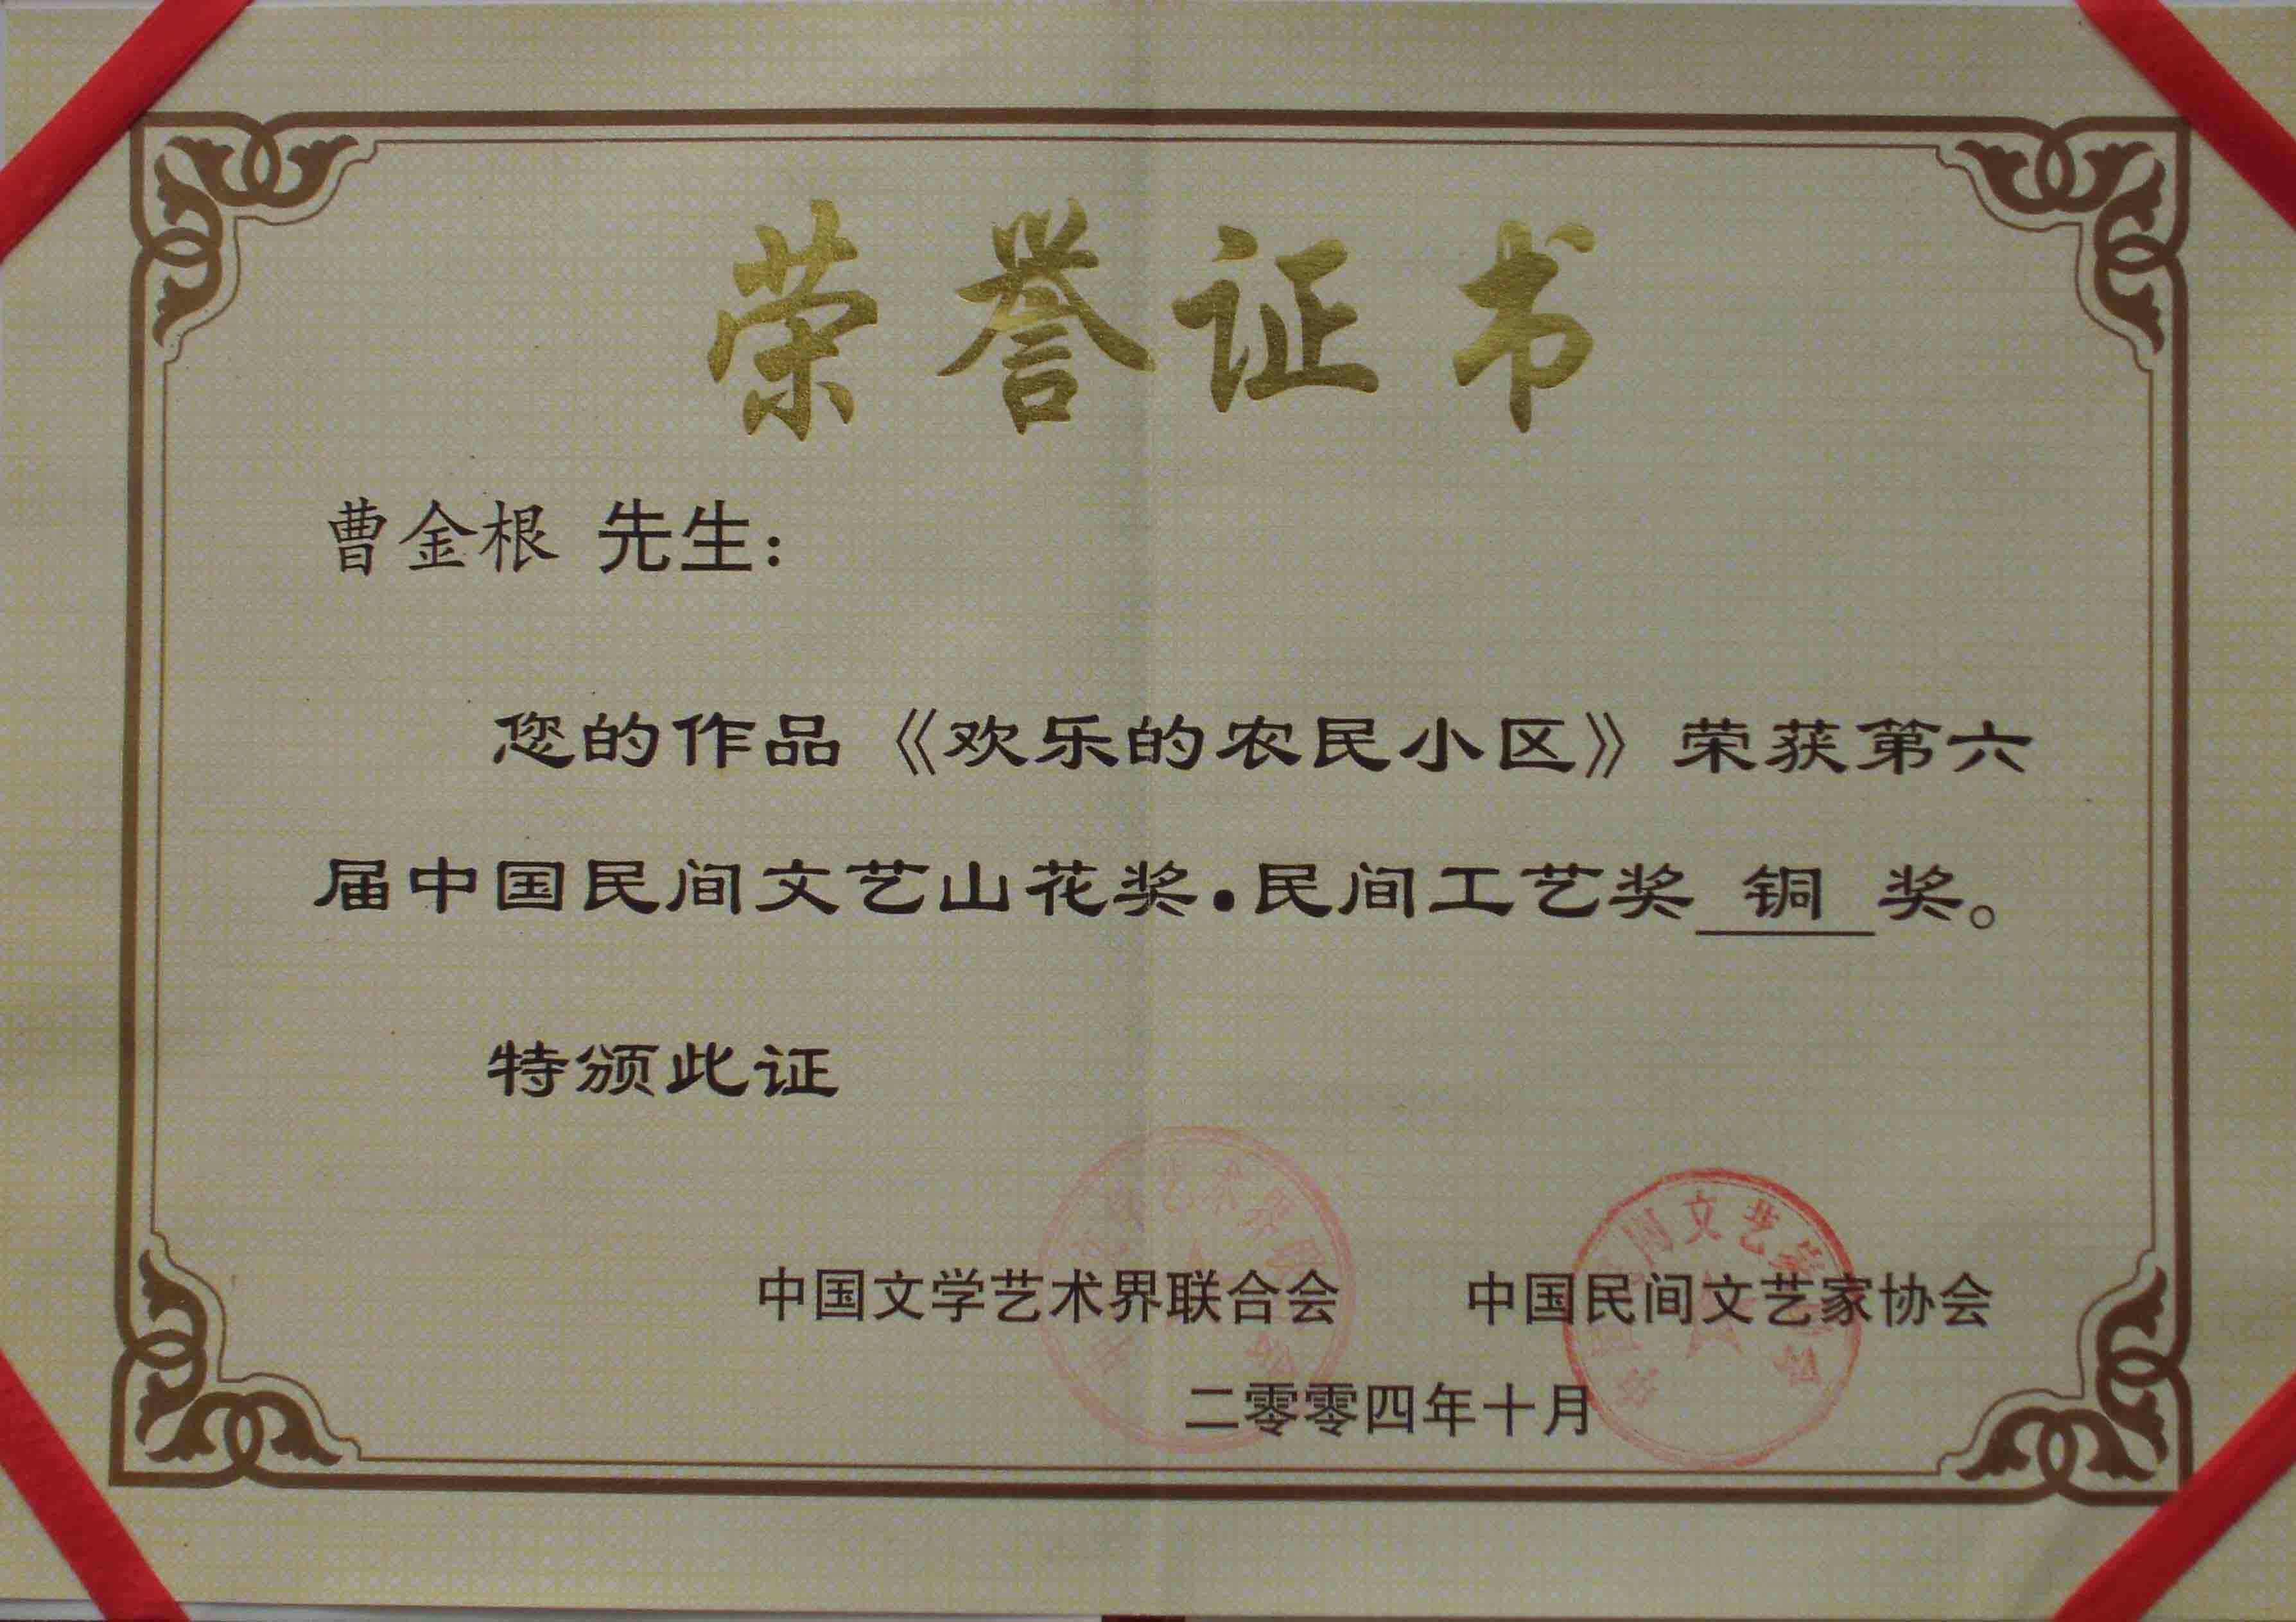 荣誉证书
曹金根 先生:
您的作品《欢乐的农民小区》荣获第六
届中国民间文艺山花奖·民间工艺奖 铜 奖。
特颁此证
中国文学艺术界联合会 中国民间文艺家协会
二零零四年十月